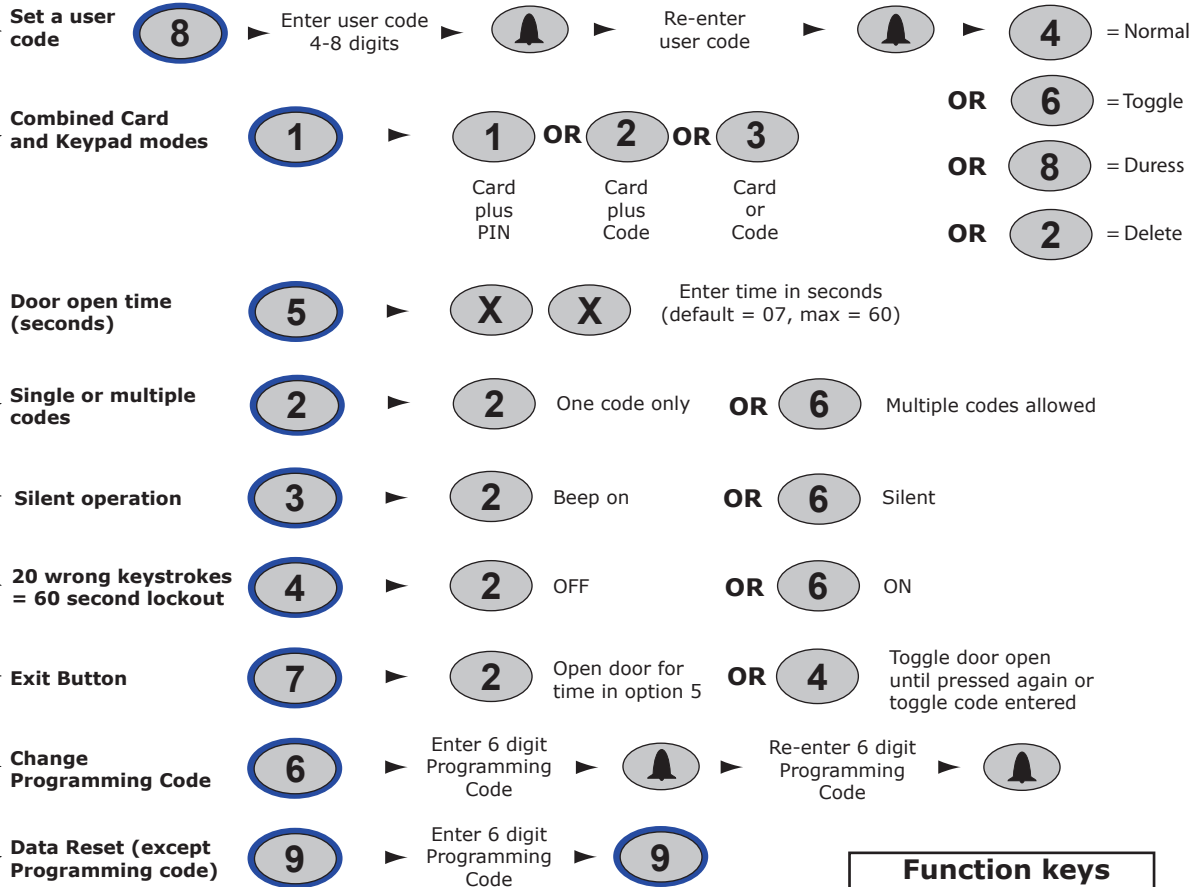 Set a user
code
8
Enter user code
4-8 digits
Re-enter
user code
4
= Normal
OR
6
= Toggle
OR
8
= Duress
OR
2
= Delete
Combined Card
and Keypad modes
1
1
OR
2
OR
3
Card
plus
PIN
Card
plus
Code
Card
or
Code
Door open time
(seconds)
5
X
X
Enter time in seconds
(default = 07, max = 60)
Single or multiple
codes
2
2
One code only
OR
6
Multiple codes allowed
Silent operation
3
2
Beep on
OR
6
Silent
20 wrong keystrokes
= 60 second lockout
4
2
OFF
OR
6
ON
Exit Button
7
2
Open door for
time in option 5
OR
4
Toggle door open
until pressed again or
toggle code entered
Change
Programming Code
6
Enter 6 digit
Programming
Code
Re-enter 6 digit
Programming
Code
Data Reset (except
Programming code)
9
Enter 6 digit
Programming
Code
9
Function keys